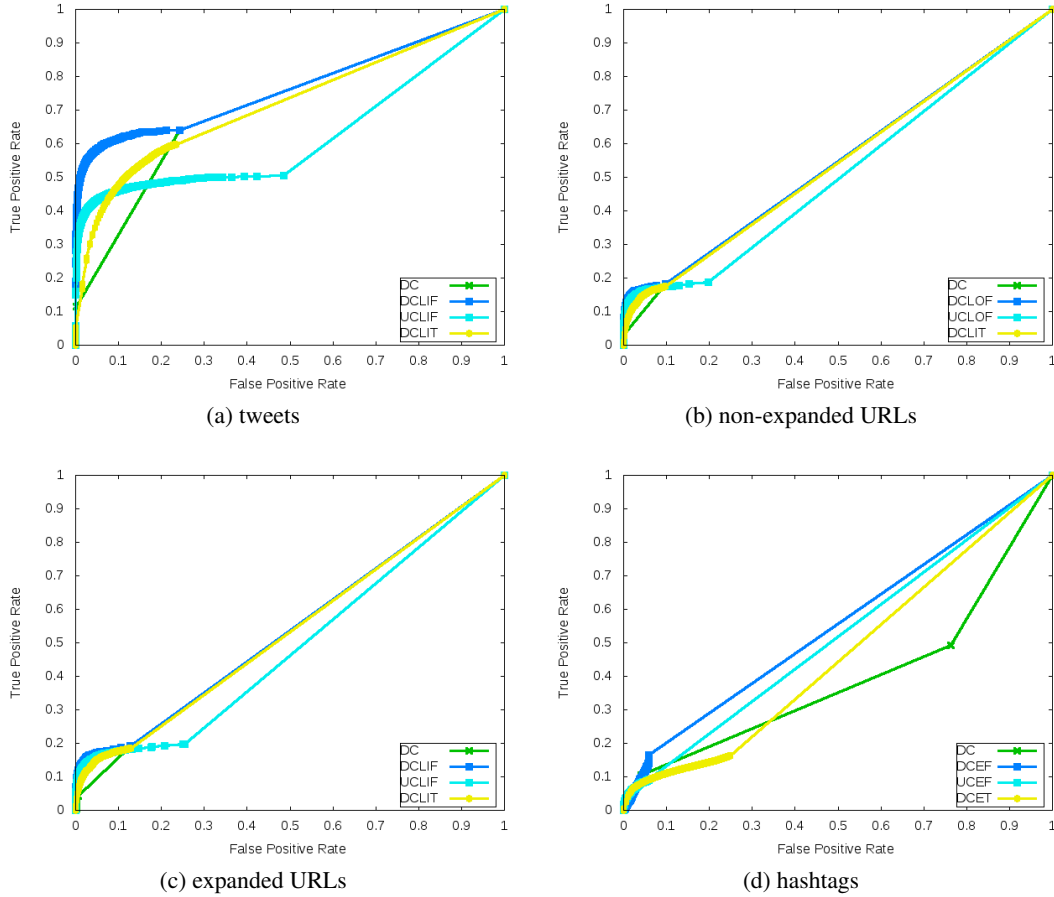 1
0.9
0.8
0.7
0.6
0.5
0.4
0.3
0.2
0.1
0
True Positive Rate
DC
DCLIF
UCLIF
DCLIT
0 0.1 0.2 0.3 0.4 0.5 0.6 0.7 0.8 0.9 1
False Positive Rate
(a) tweets
1
0.9
0.8
0.7
0.6
0.5
0.4
0.3
0.2
0.1
0
True Positive Rate
DC
DCLOF
UCLOF
DCLIT
0 0.1 0.2 0.3 0.4 0.5 0.6 0.7 0.8 0.9 1
False Positive Rate
(b) non-expanded URLs
1
0.9
0.8
0.7
0.6
0.5
0.4
0.3
0.2
0.1
0
True Positive Rate
DC
DCLIF
UCLIF
DCLIT
0 0.1 0.2 0.3 0.4 0.5 0.6 0.7 0.8 0.9 1
False Positive Rate
(c) expanded URLs
1
0.9
0.8
0.7
0.6
0.5
0.4
0.3
0.2
0.1
0
True Positive Rate
DC
DCEF
UCEF
DCET
0 0.1 0.2 0.3 0.4 0.5 0.6 0.7 0.8 0.9 1
False Positive Rate
(d) hashtags